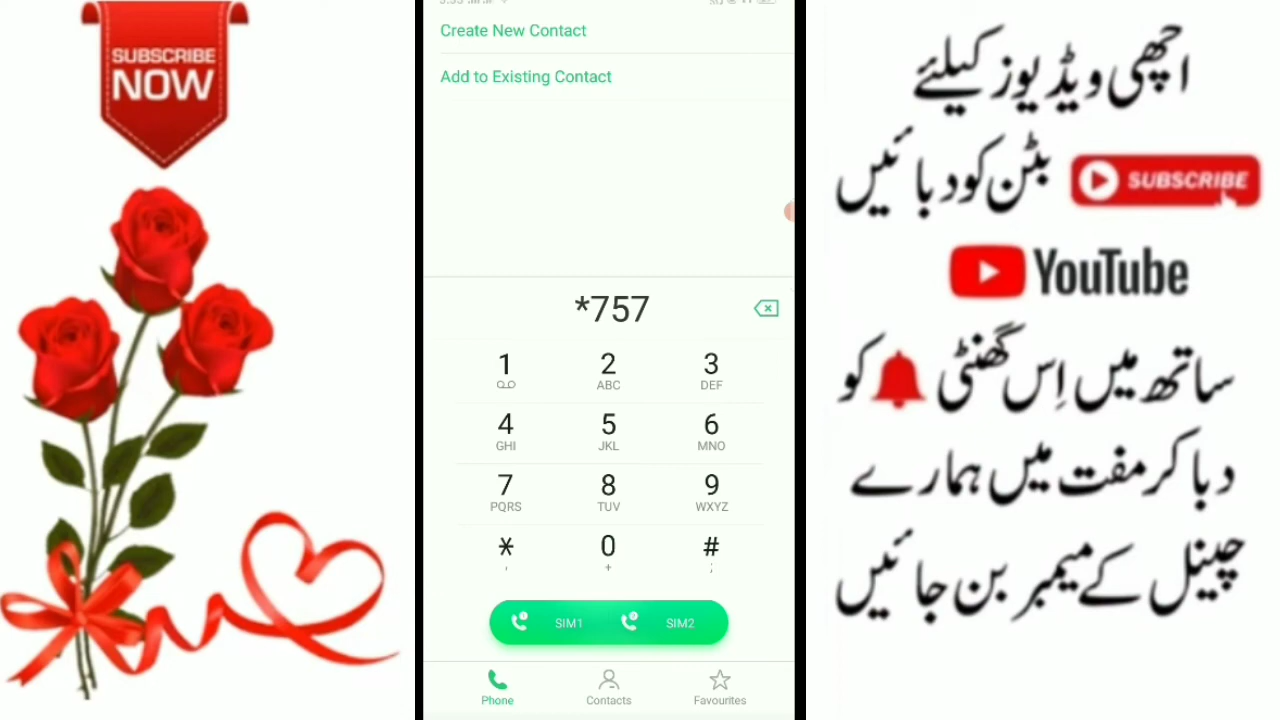 SUBSCRIBE
NOW
Create New Contact
Add to Existing Contact
*757
1
2
ABC
3
DEF
4
GHI
5
JKL
6
MNO
7
PQRS
8
TUV
9
WXYZ
*
,
0
+
#
;
SIM1
SIM2
Phone
Contacts
Favourites
اچھی ویڈیوز کیلئے
SUBSCRIBE بٹن کو دبائیں
YouTube
ساتھ میں اِس گھنٹی کو
دبا کر مفت میں ہمارے
چینل کے میمبر بن جائیں